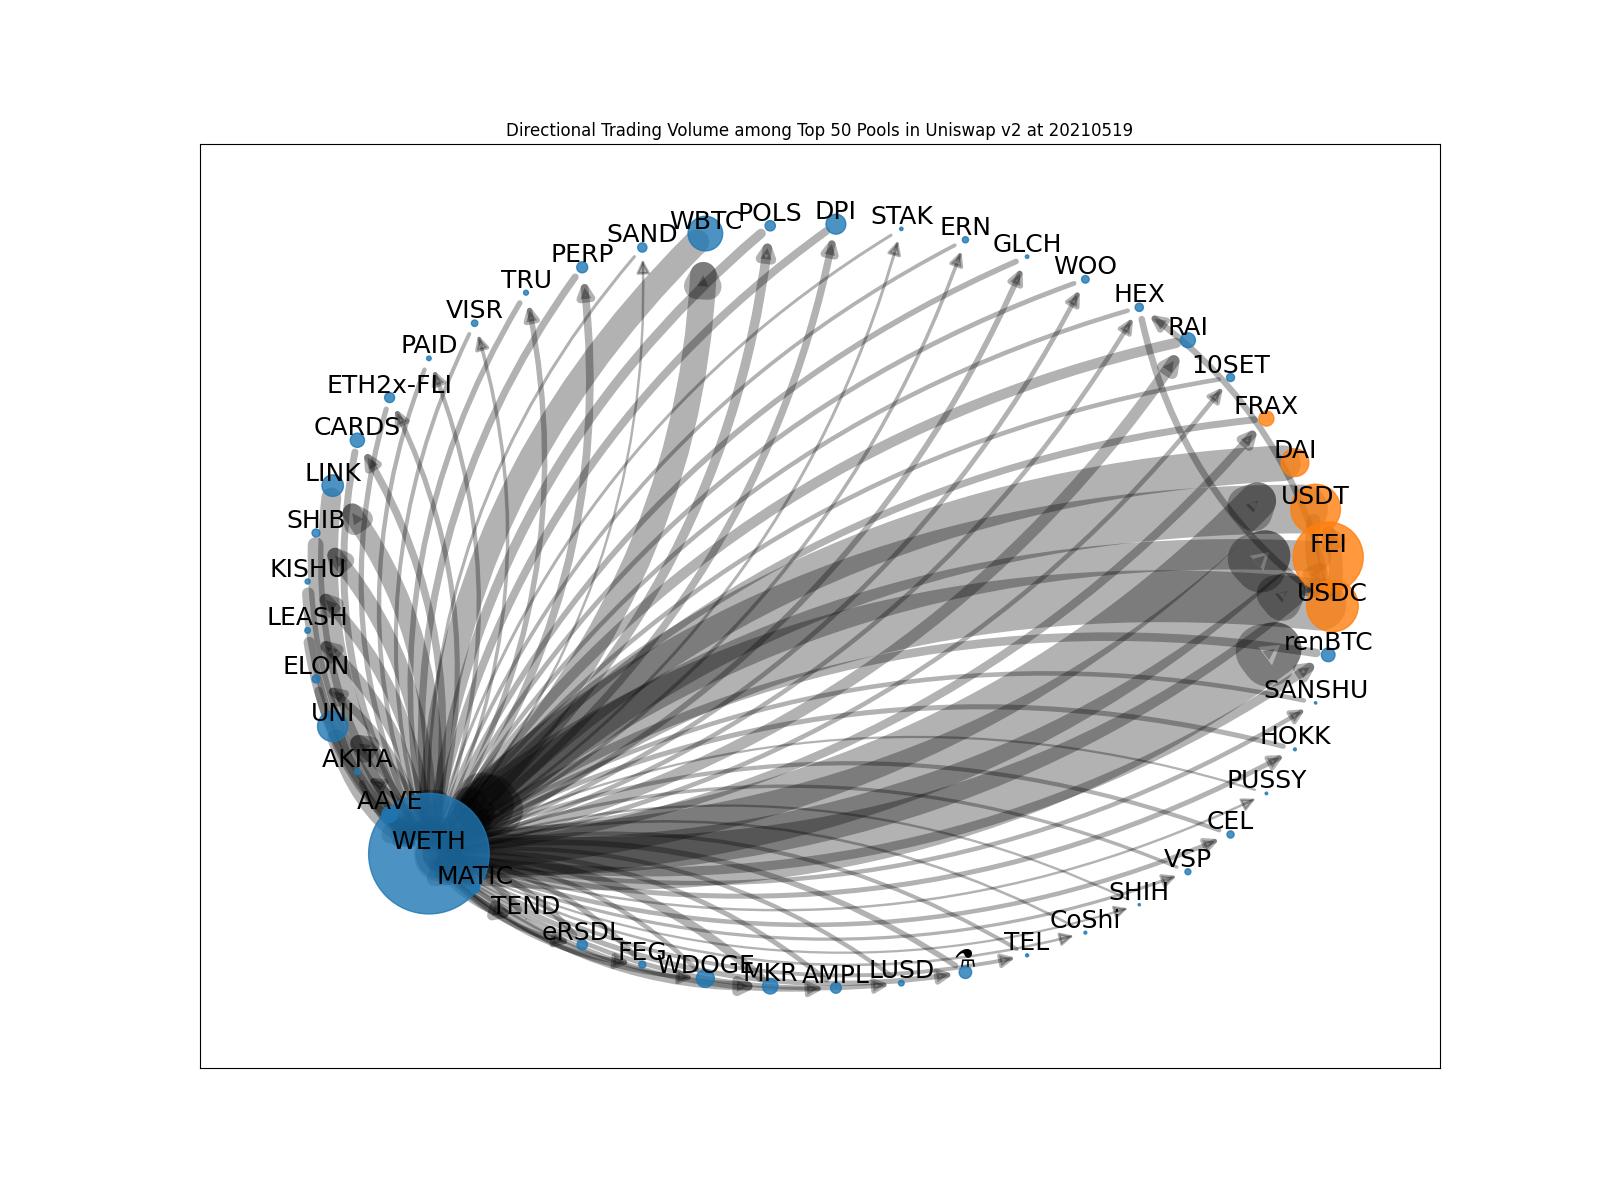 Directional Trading Volume among Top 50 Pools in Uniswap v2 at 20210519
WBTC
POLS
DPI
STAK
ERN
SAND
GLCH
PERP
WOO
TRU
HEX
VISR
RAI
PAID
10SET
ETH2x-FLI
FRAX
CARDS
DAI
LINK
USDT
SHIB
FEI
KISHU
USDC
LEASH
renBTC
ELON
SANSHU
UNI
HOKK
AKITA
PUSSY
AAVE
CEL
WETH
VSP
MATIC
SHIH
TEND
CoShi
eRSDL
TEL
FEG
⚗
WDOGE
MKR
AMPL
LUSD